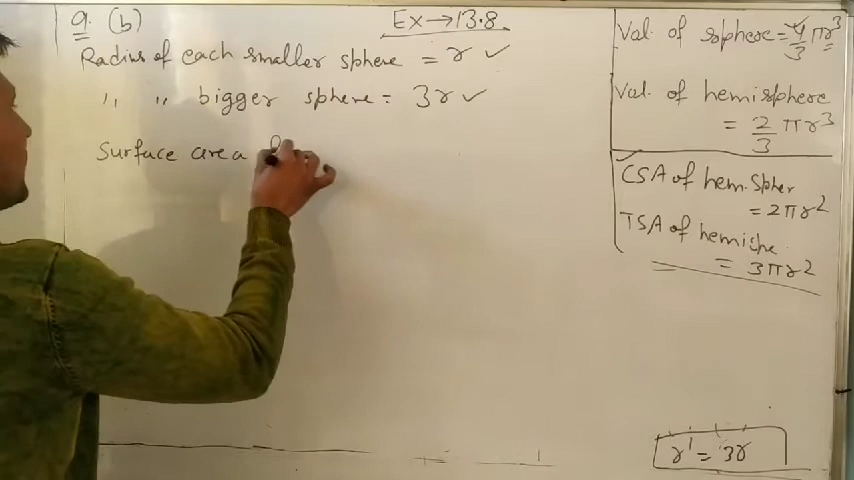 9. (b)
Ex→13.8
Radius of each smaller sphere = r ✓
〃 〃 bigger sphere = 3r ✓
Surface area
Vol. of sphere = 4/3 πr³
Vol. of hemisphere
= 2/3 πr³
CSA of hem. Spher
= 2πr²
TSA of hemishe
= 3πr²
r' = 3r